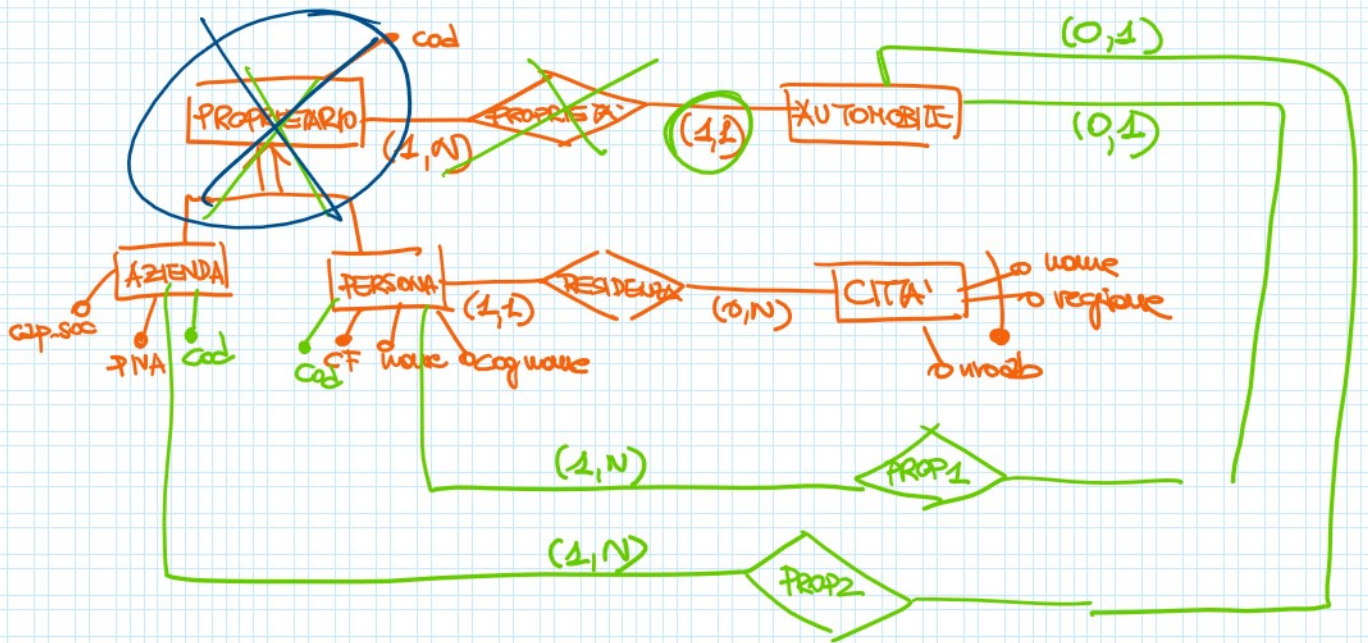 cod
(0,1)
PROPRIETARIO
PROPRIETA'
AUTOMOBILE
(1,N)
(1,1)
(0,1)
AZIENDA
PERSONA
RESIDENZA
CITTA'
nome
regione
(1,1)
(0,N)
cap_soc
PIVA
cod
cod
CF
nome
cognome
nroab
(1,N)
PROP1
(1,N)
PROP2